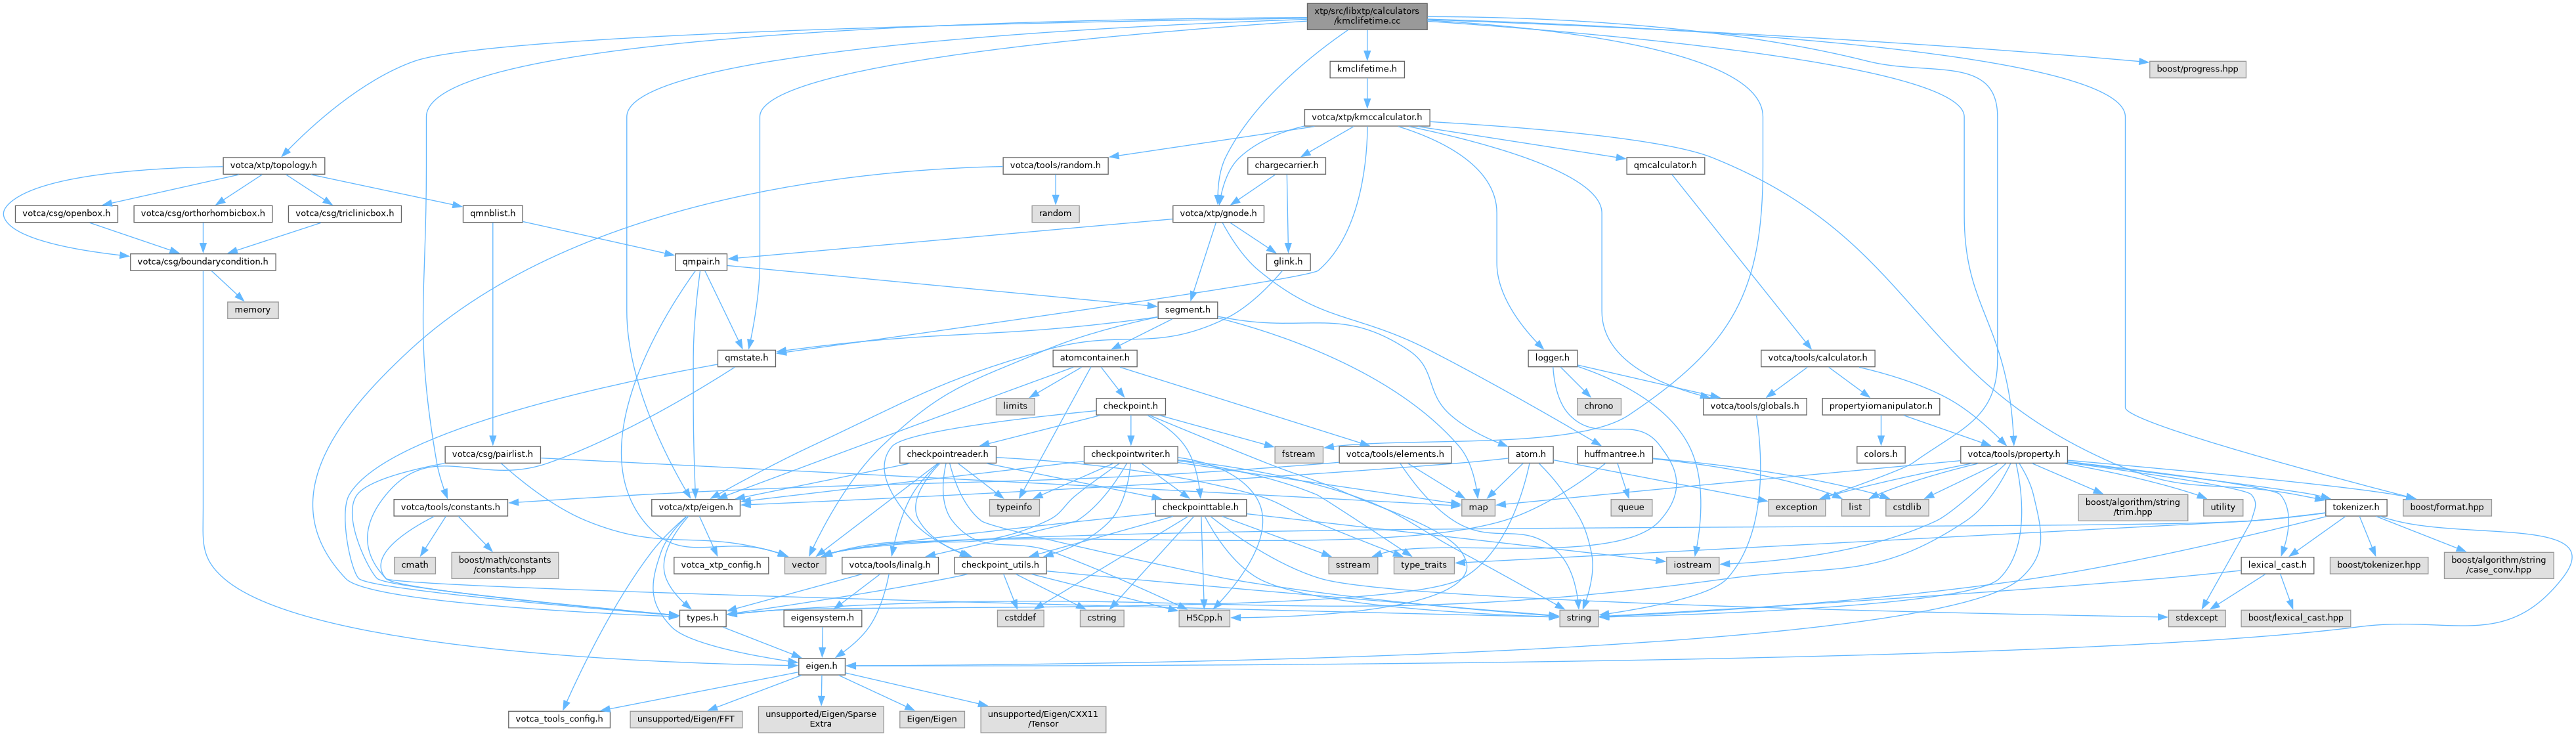 xtp/src/libxtp/calculators
/kmclifetime.cc
kmclifetime.h
boost/progress.hpp
votca/xtp/kmccalculator.h
votca/xtp/topology.h
votca/tools/random.h
chargecarrier.h
qmcalculator.h
votca/csg/openbox.h
votca/csg/orthorhombicbox.h
votca/csg/triclinicbox.h
qmnblist.h
random
votca/xtp/gnode.h
votca/csg/boundarycondition.h
qmpair.h
glink.h
memory
segment.h
qmstate.h
atomcontainer.h
logger.h
votca/tools/calculator.h
limits
checkpoint.h
chrono
votca/tools/globals.h
propertyiomanipulator.h
votca/csg/pairlist.h
checkpointreader.h
checkpointwriter.h
fstream
votca/tools/elements.h
atom.h
huffmantree.h
colors.h
votca/tools/property.h
votca/tools/constants.h
votca/xtp/eigen.h
typeinfo
checkpointtable.h
map
queue
exception
list
cstdlib
boost/algorithm/string
/trim.hpp
utility
tokenizer.h
boost/format.hpp
cmath
boost/math/constants
/constants.hpp
votca_xtp_config.h
vector
votca/tools/linalg.h
checkpoint_utils.h
sstream
type_traits
iostream
lexical_cast.h
boost/tokenizer.hpp
boost/algorithm/string
/case_conv.hpp
types.h
eigensystem.h
cstddef
cstring
H5Cpp.h
string
stdexcept
boost/lexical_cast.hpp
eigen.h
votca_tools_config.h
unsupported/Eigen/FFT
unsupported/Eigen/Sparse
Extra
Eigen/Eigen
unsupported/Eigen/CXX11
/Tensor